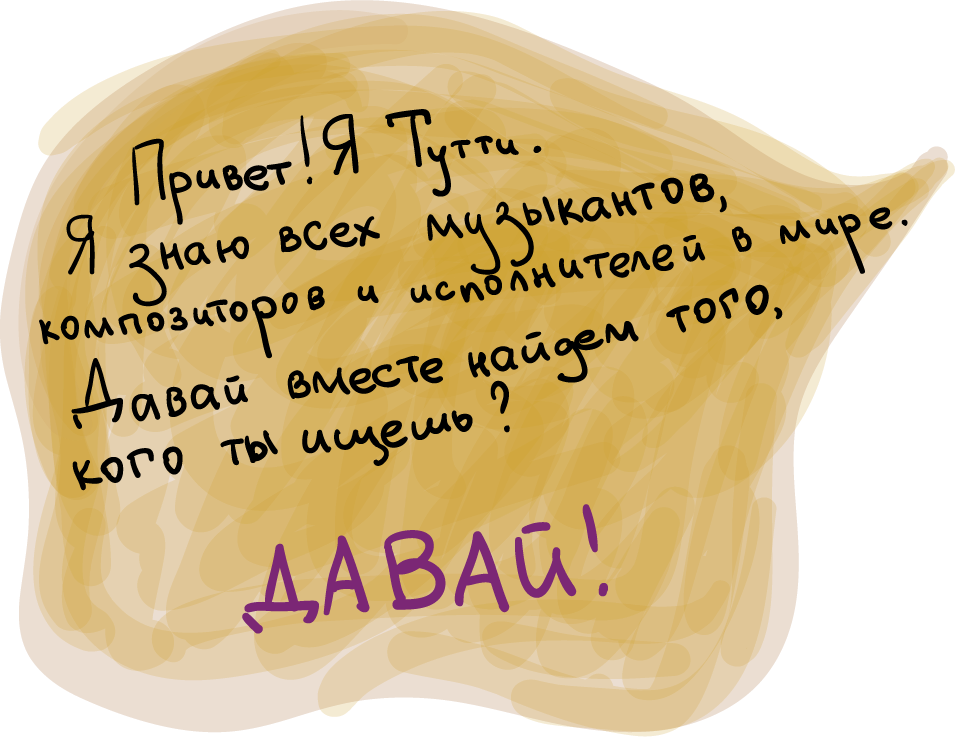 Привет! Я Тутти.
Я знаю всех музыкантов,
композиторов и исполнителей в мире.
Давай вместе найдем того,
кого ты ищешь?
ДАВАЙ!